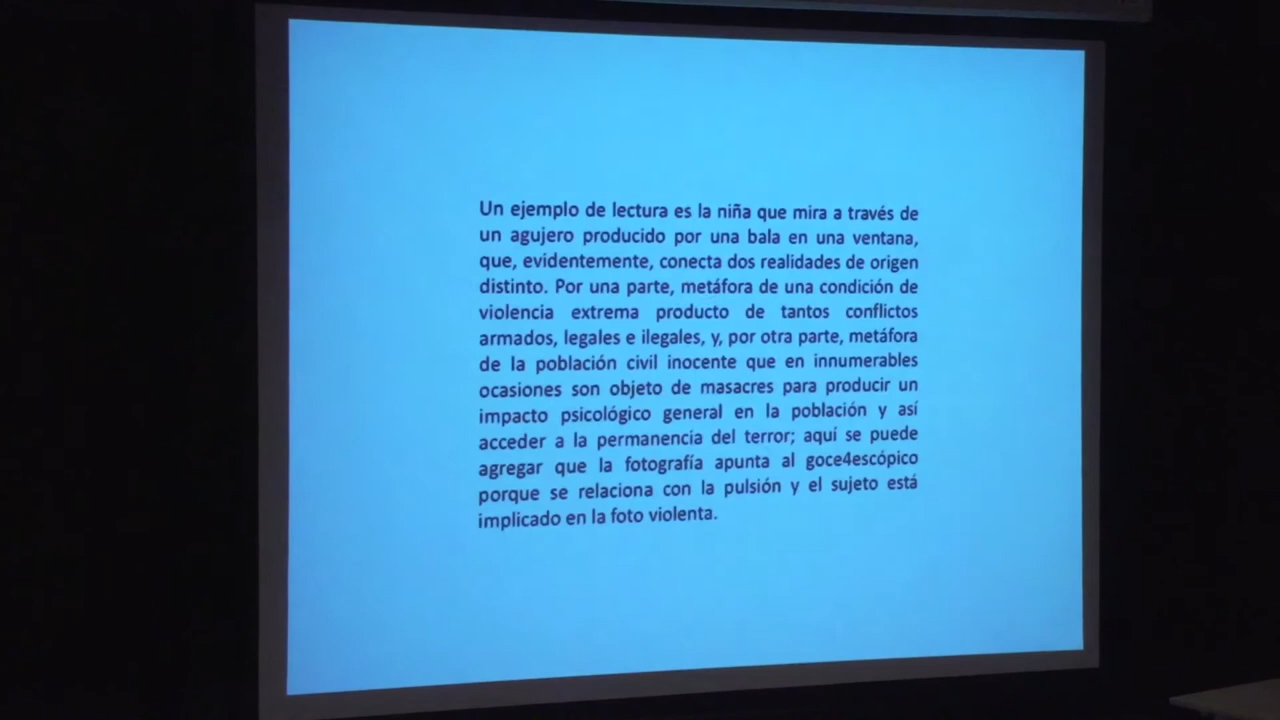 Un ejemplo de lectura es la niña que mira a través de
un agujero producido por una bala en una ventana,
que, evidentemente, conecta dos realidades de origen
distinto. Por una parte, metáfora de una condición de
violencia extrema producto de tantos conflictos
armados, legales e ilegales, y, por otra parte, metáfora
de la población civil inocente que en innumerables
ocasiones son objeto de masacres para producir un
impacto psicológico general en la población y así
acceder a la permanencia del terror; aquí se puede
agregar que la fotografía apunta al goce4escópico
porque se relaciona con la pulsión y el sujeto está
implicado en la foto violenta.